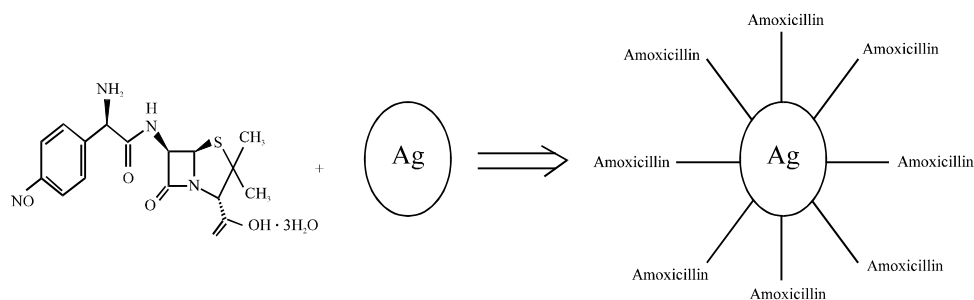 Amoxicillin
Amoxicillin
Amoxicillin
NH₂
H
N
S
CH₃
O
N
CH₃
O
NO
OH · 3H₂O
+
Ag
Amoxicillin
Ag
Amoxicillin
Amoxicillin
Amoxicillin
Amoxicillin